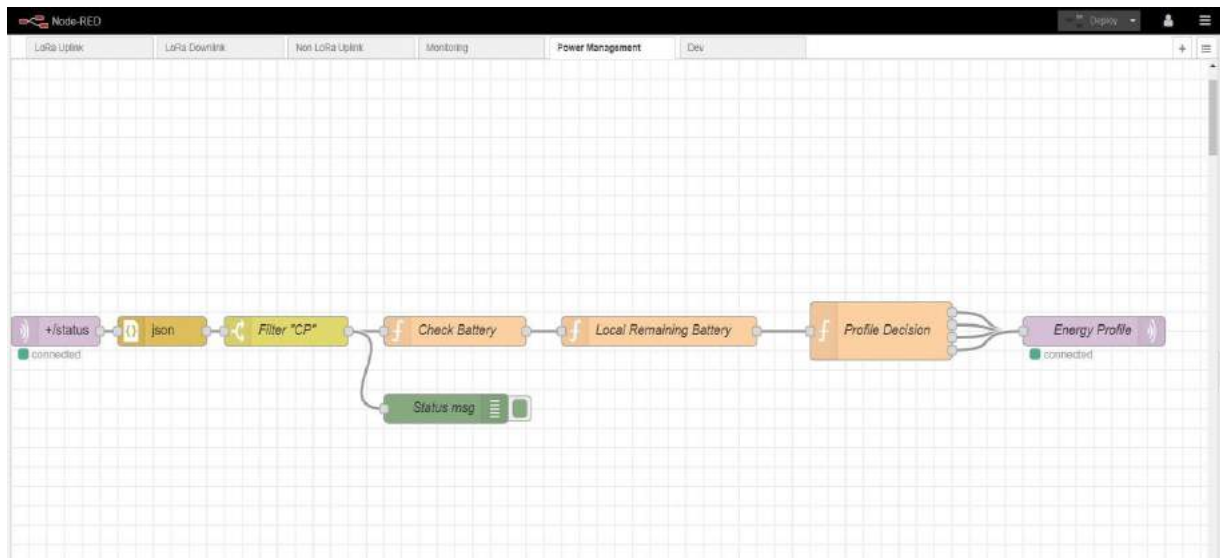 Node-RED
Deploy
LoRa Uplink
LoRa Downlink
Non LoRa Uplink
Monitoring
Power Management
Dev
+/status
json
Filter "CP"
Check Battery
Local Remaining Battery
Profile Decision
Energy Profile
connected
connected
Status msg